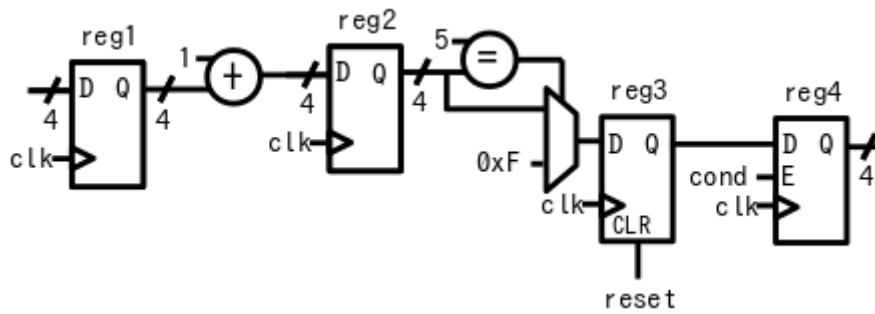 reg1
reg2
reg3
reg4
1
+
5
=
D Q
D Q
D Q
D Q
4
4
4
4
4
clk
clk
0xF
clk
CLR
cond
E
clk
reset